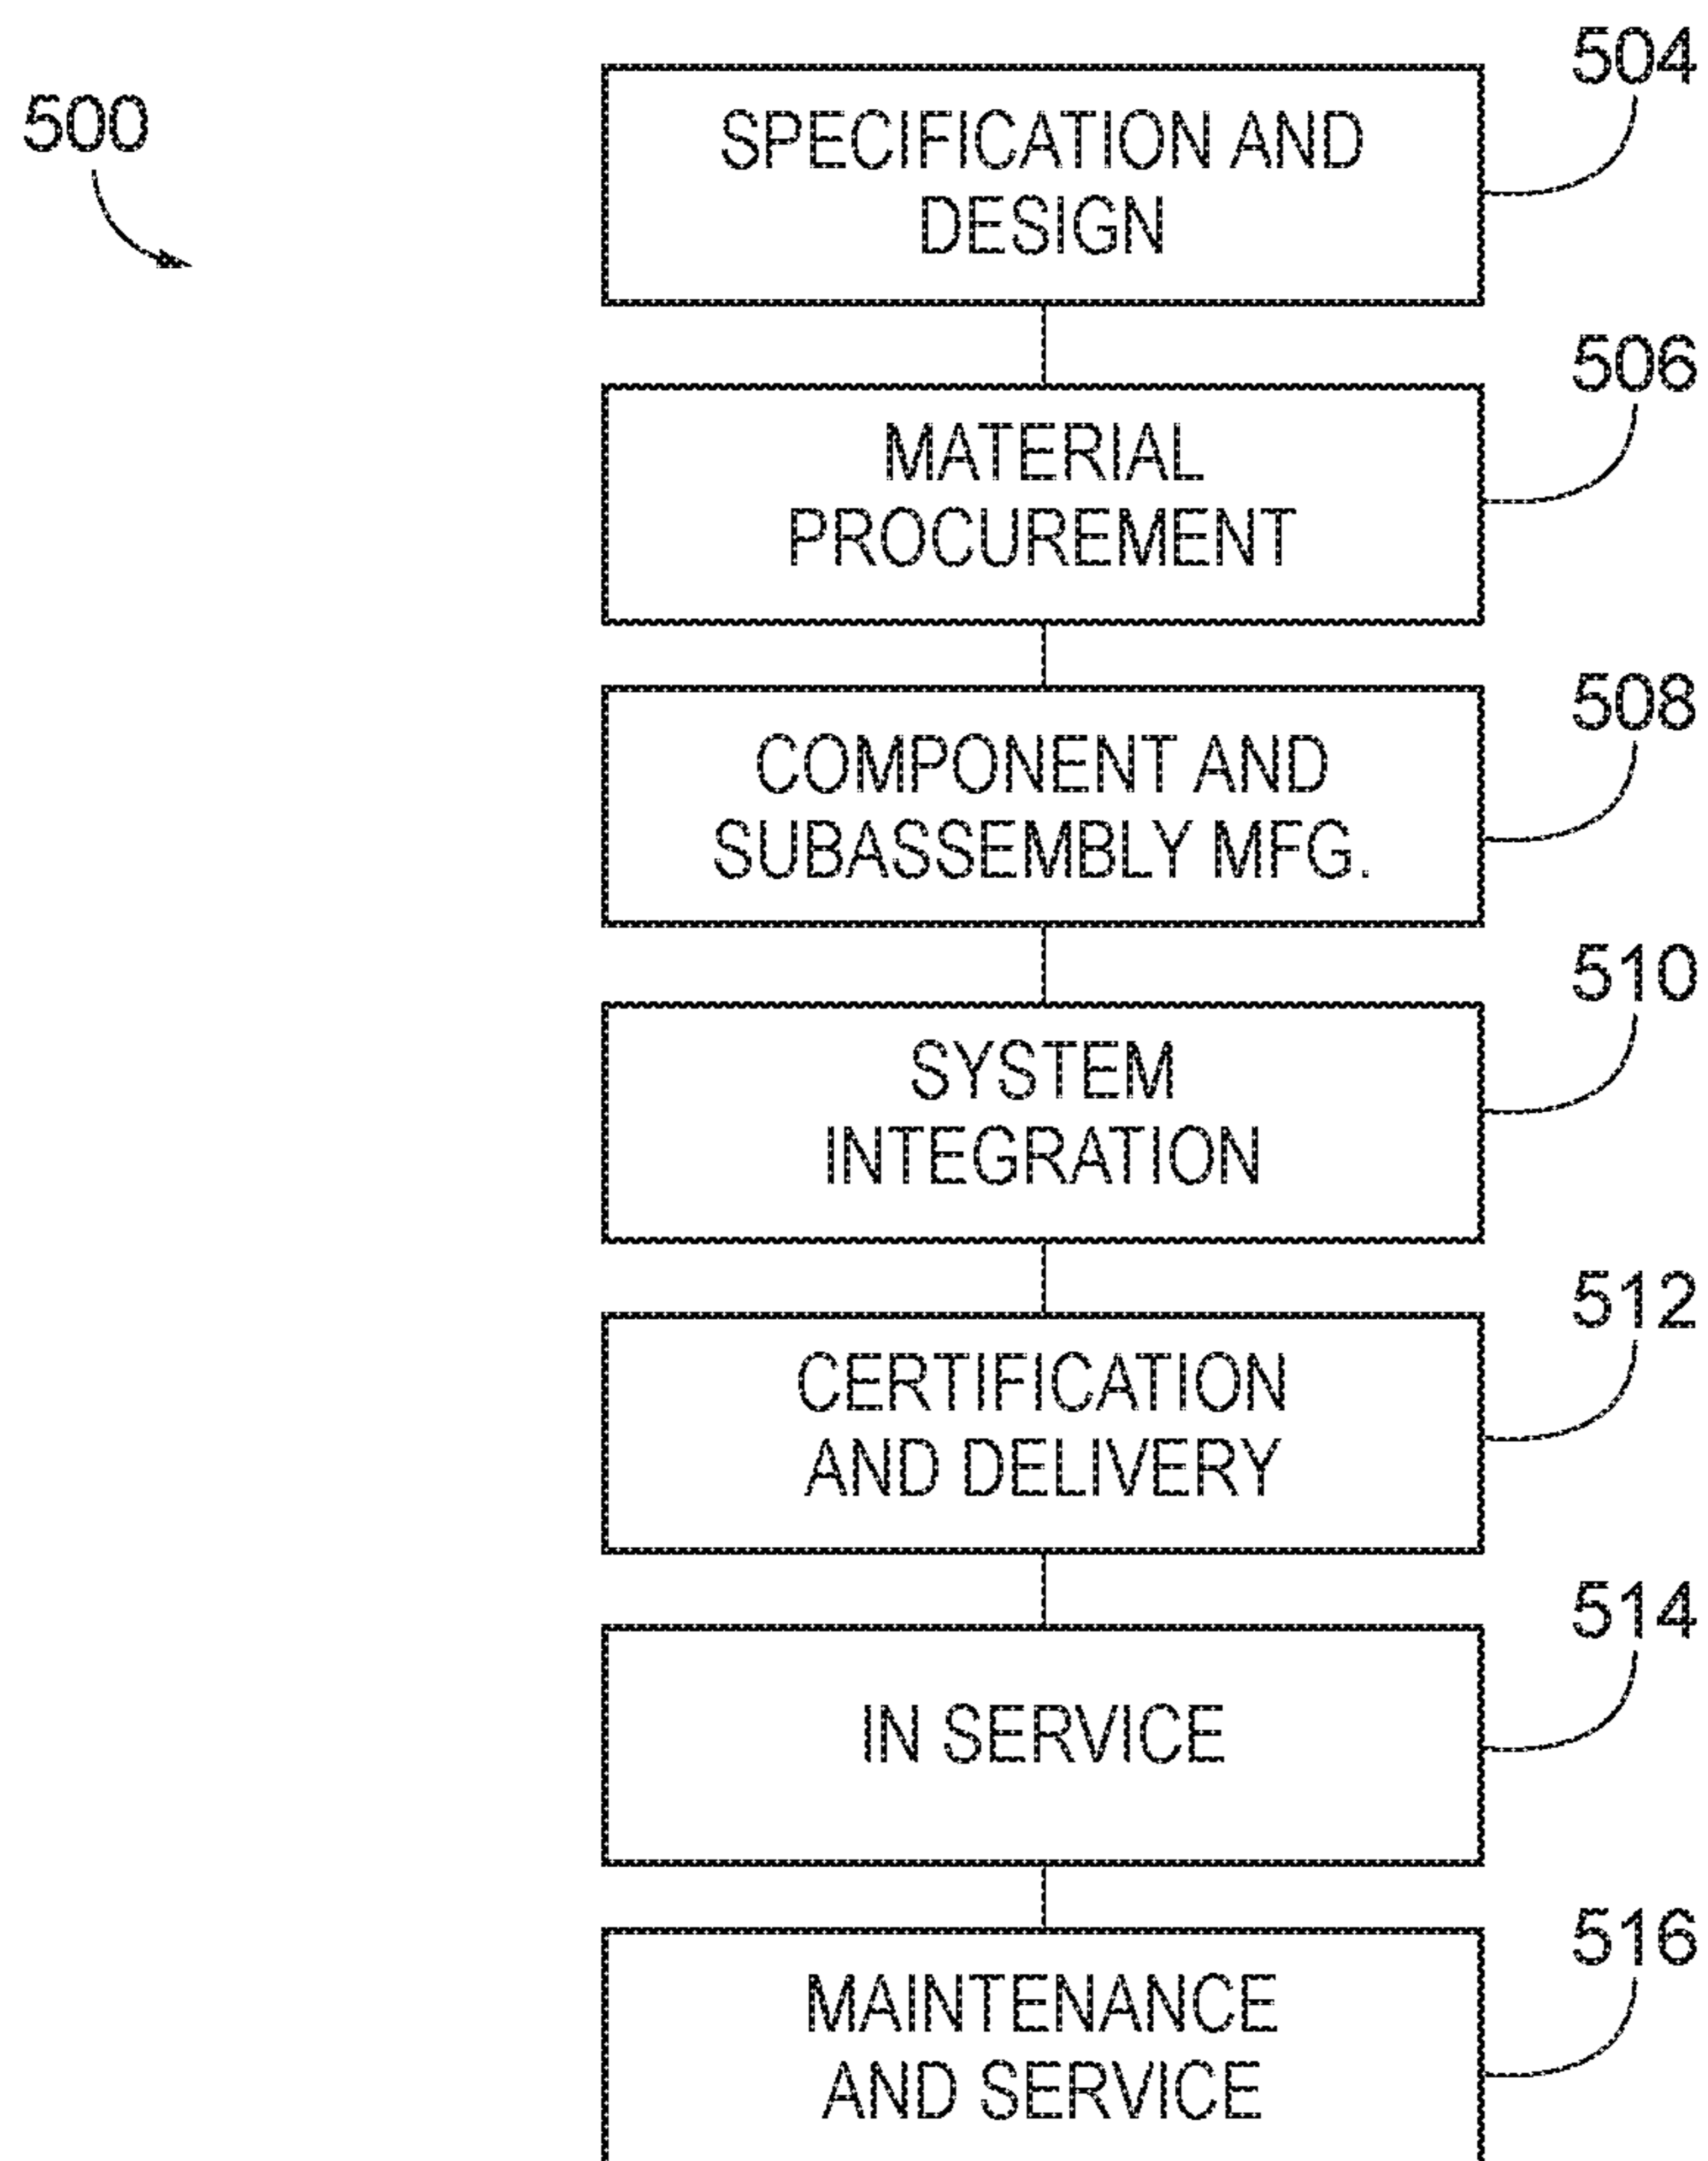 500
504
SPECIFICATION AND
DESIGN
506
MATERIAL
PROCUREMENT
508
COMPONENT AND
SUBASSEMBLY MFG.
510
SYSTEM
INTEGRATION
512
CERTIFICATION
AND DELIVERY
514
IN SERVICE
516
MAINTENANCE
AND SERVICE